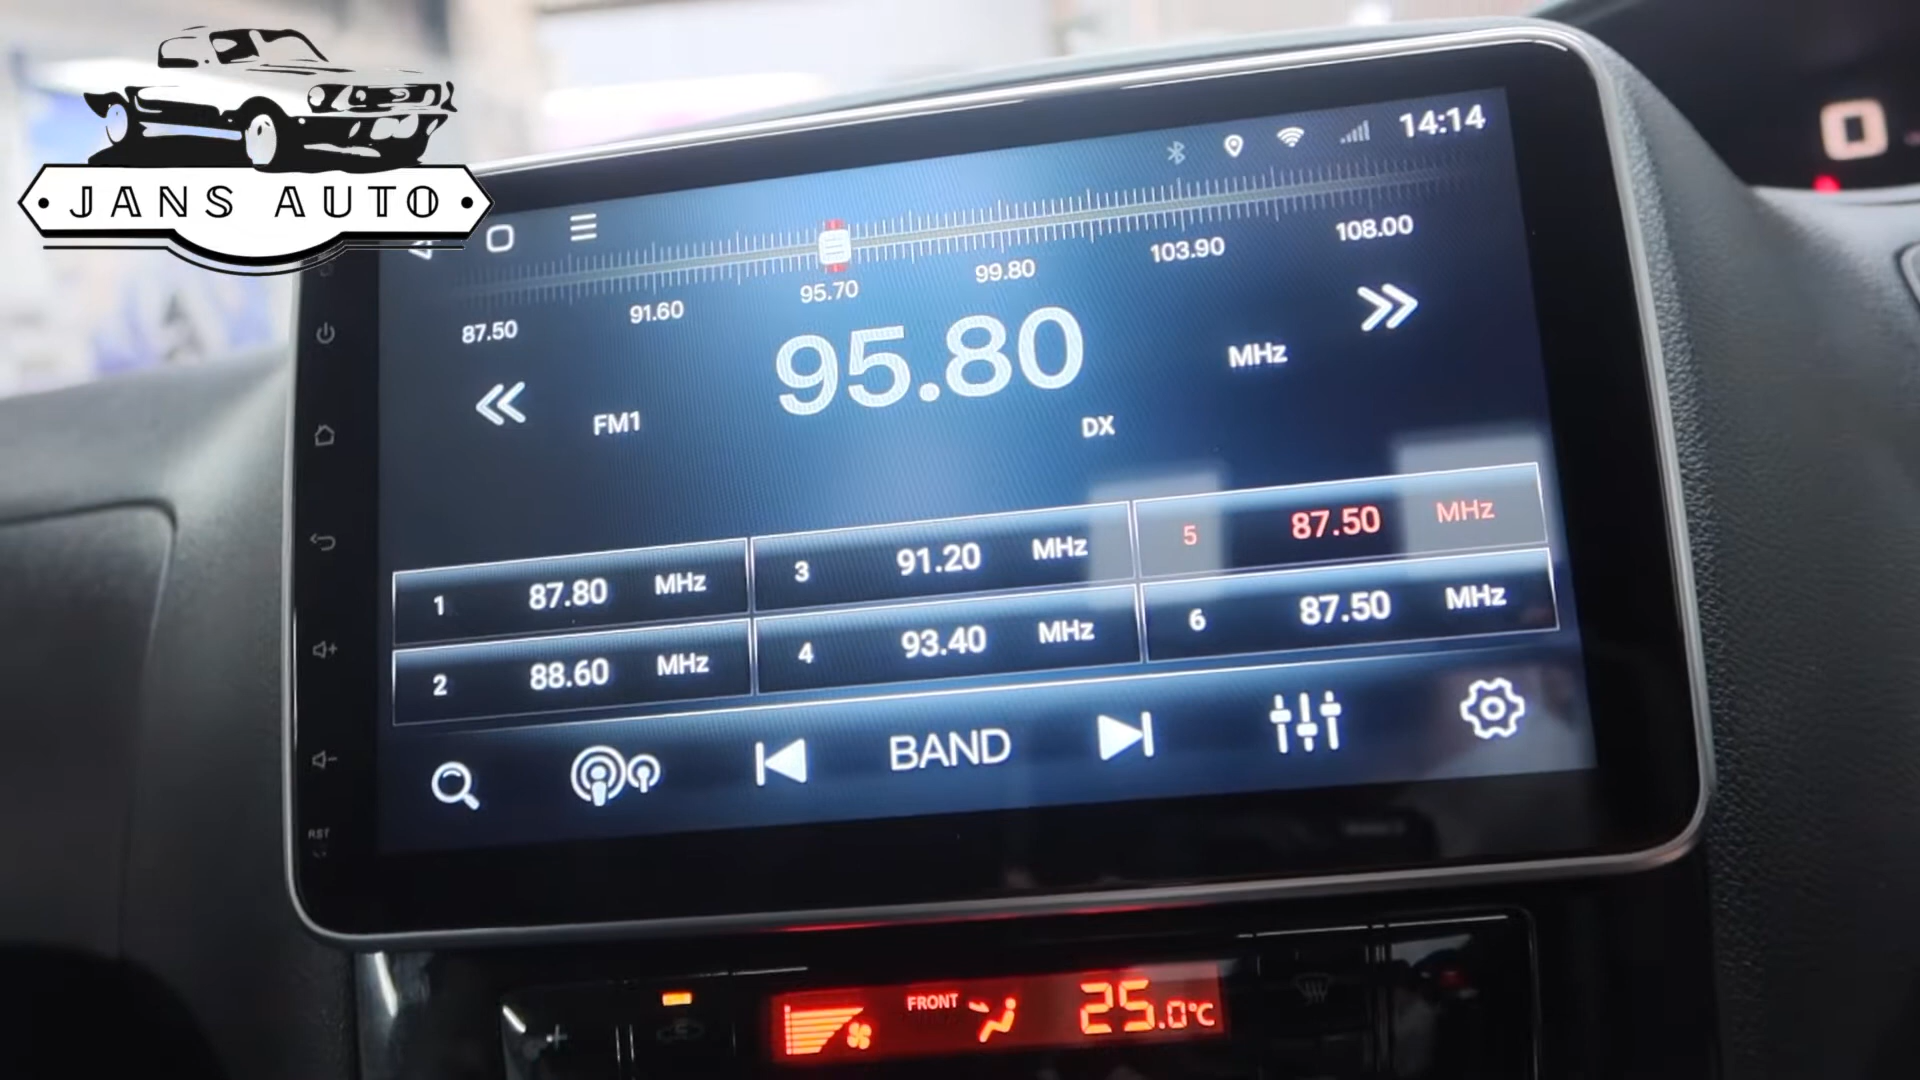 JANS AUTO
14:14
87.50 91.60 95.70 99.80 103.90 108.00
95.80 MHz
FM1 DX
1 87.80 MHz
3 91.20 MHz
5 87.50 MHz
2 88.60 MHz
4 93.40 MHz
6 87.50 MHz
BAND
RST
FRONT
25.0°C
0